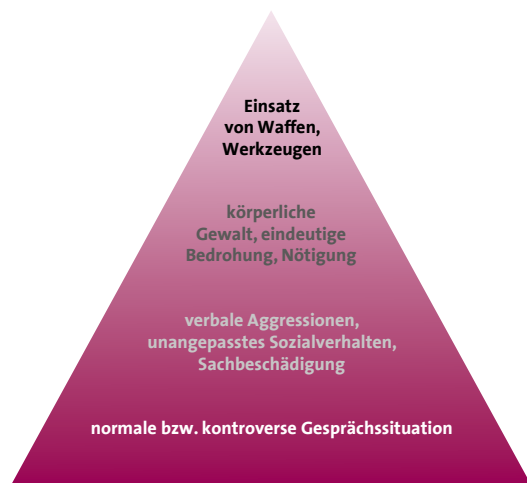 Einsatz
von Waffen,
Werkzeugen
körperliche
Gewalt, eindeutige
Bedrohung, Nötigung
verbale Aggressionen,
unangepasstes Sozialverhalten,
Sachbeschädigung
normale bzw. kontroverse Gesprächssituation